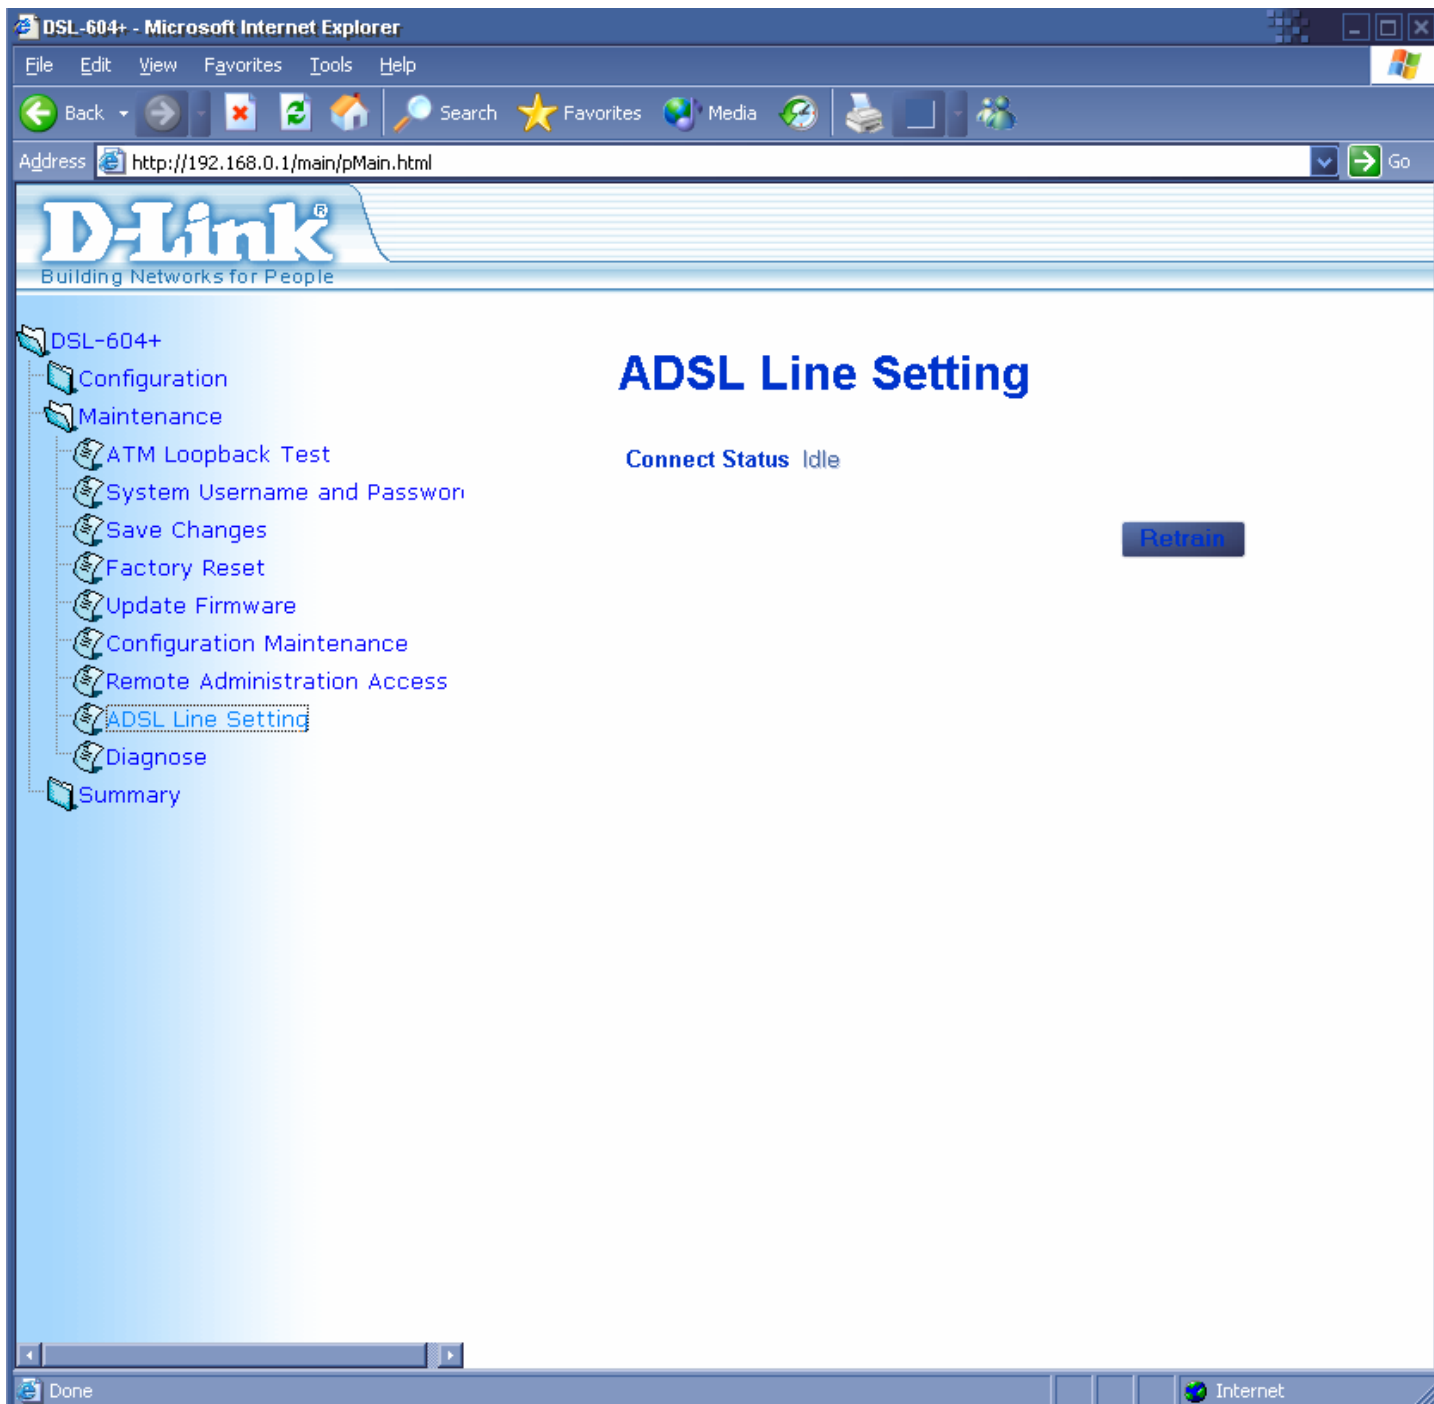 DSL-604+ - Microsoft Internet Explorer
File Edit View Favorites Tools Help
Back Search Favorites Media
Address http://192.168.0.1/main/pMain.html Go
D-Link®
Building Networks for People
DSL-604+
Configuration
Maintenance
ATM Loopback Test
System Username and Passwor
Save Changes
Factory Reset
Update Firmware
Configuration Maintenance
Remote Administration Access
ADSL Line Setting
Diagnose
Summary
ADSL Line Setting
Connect Status Idle
Retrain
Done Internet